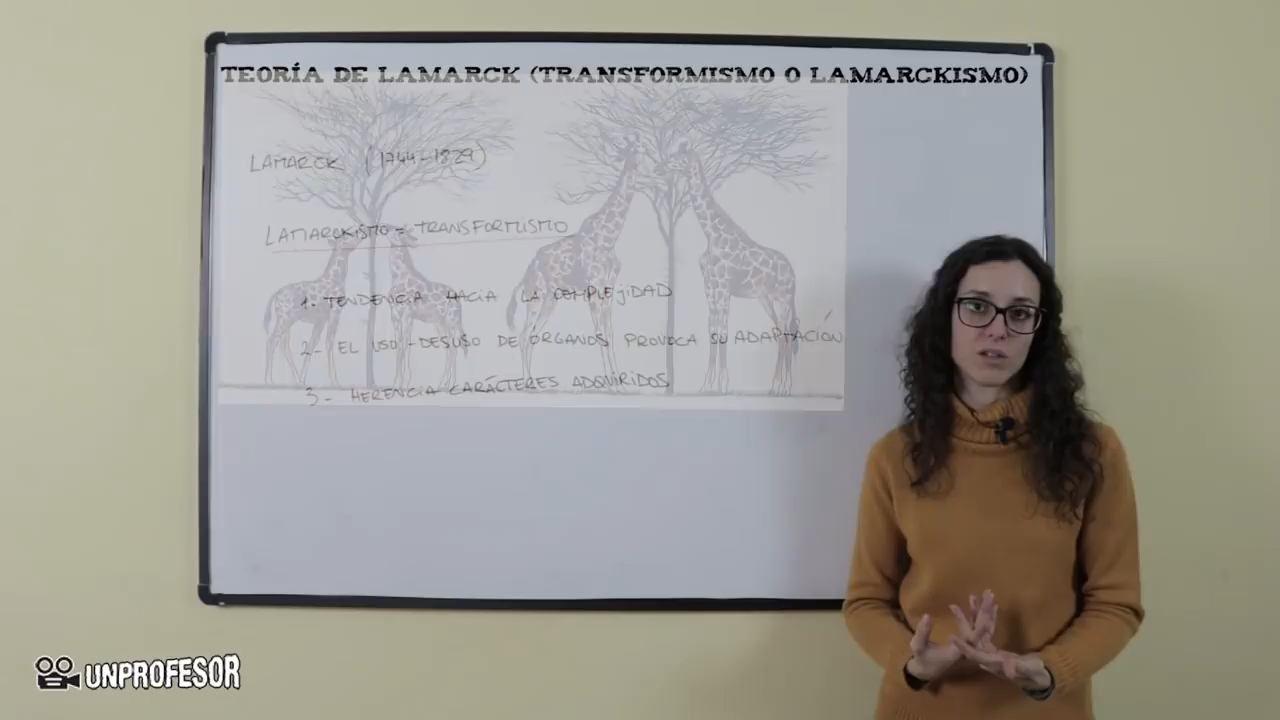 TEORÍA DE LAMARCK (TRANSFORMISMO O LAMARCKISMO)
LAMARCK (1744-1829)
LAMARCKISMO = TRANSFORMISMO
1. TENDENCIA HACIA LA COMPLEJIDAD
2- EL USO-DESUSO DE ÓRGANOS PROVOCA SU ADAPTACIÓN
3- HERENCIA CARÁCTERES ADQUIRIDOS
UNPROFESOR